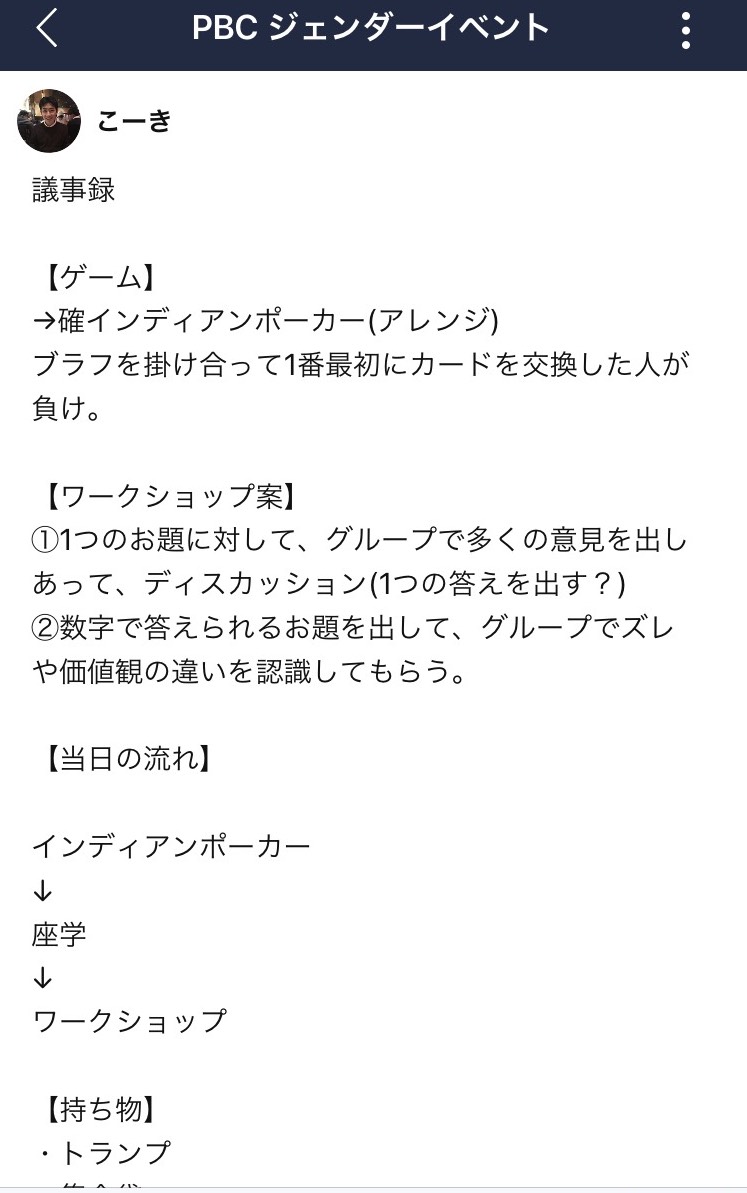 PBC ジェンダーイベント
こーき
議事録
【ゲーム】
→確インディアンポーカー(アレンジ)
ブラフを掛け合って1番最初にカードを交換した人が
負け。
【ワークショップ案】
①1つのお題に対して、グループで多くの意見を出し
あって、ディスカッション(1つの答えを出す？)
②数字で答えられるお題を出して、グループでズレ
や価値観の違いを認識してもらう。
【当日の流れ】
インディアンポーカー
↓
座学
↓
ワークショップ
【持ち物】
・トランプ